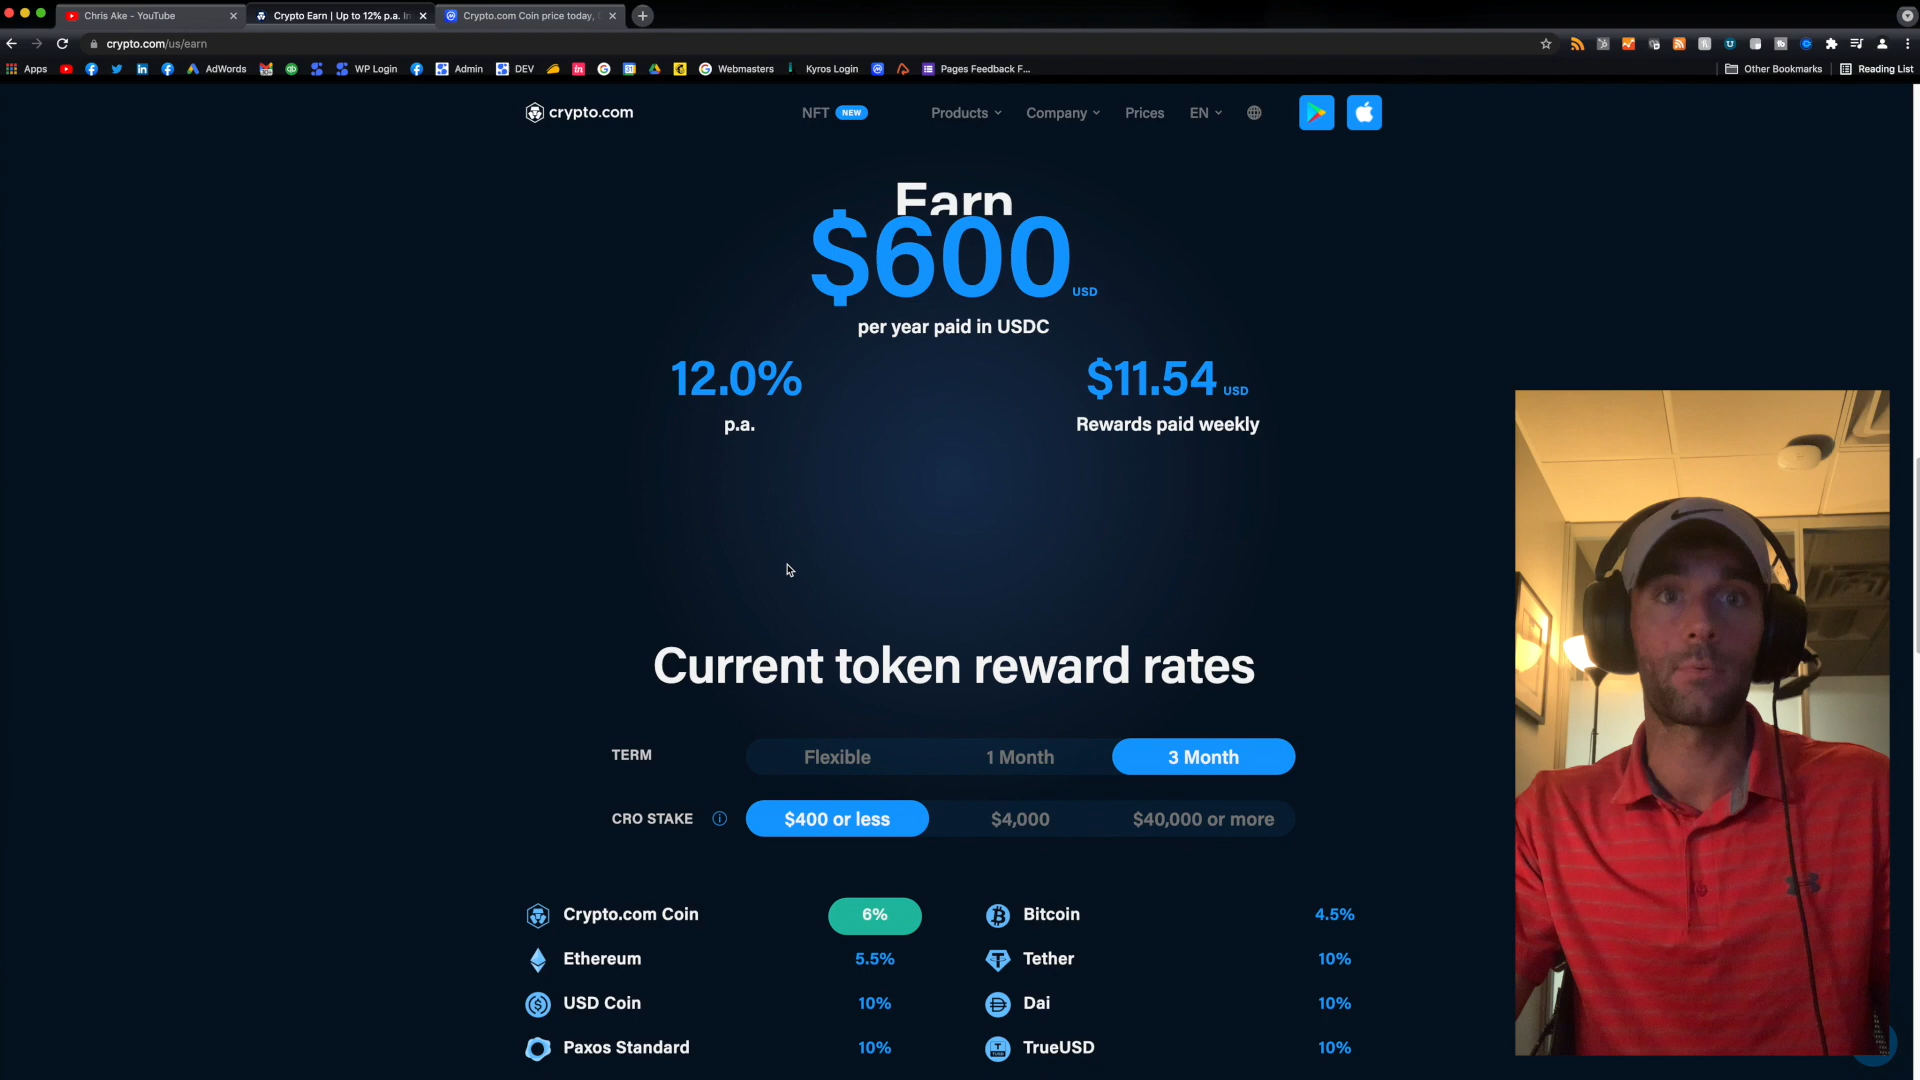 Chris Ake - YouTube
Crypto Earn | Up to 12% p.a. In
Crypto.com Coin price today,
crypto.com/us/earn
Apps
AdWords
WP Login
Admin
DEV
Webmasters
Kyros Login
Pages Feedback F...
Other Bookmarks
Reading List
crypto.com
NFT NEW
Products
Company
Prices
EN
Earn
$600 USD
per year paid in USDC
12.0%
p.a.
$11.54 USD
Rewards paid weekly
Current token reward rates
TERM
Flexible
1 Month
3 Month
CRO STAKE
$400 or less
$4,000
$40,000 or more
Crypto.com Coin 6%
Bitcoin 4.5%
Ethereum 5.5%
Tether 10%
USD Coin 10%
Dai 10%
Paxos Standard 10%
TrueUSD 10%